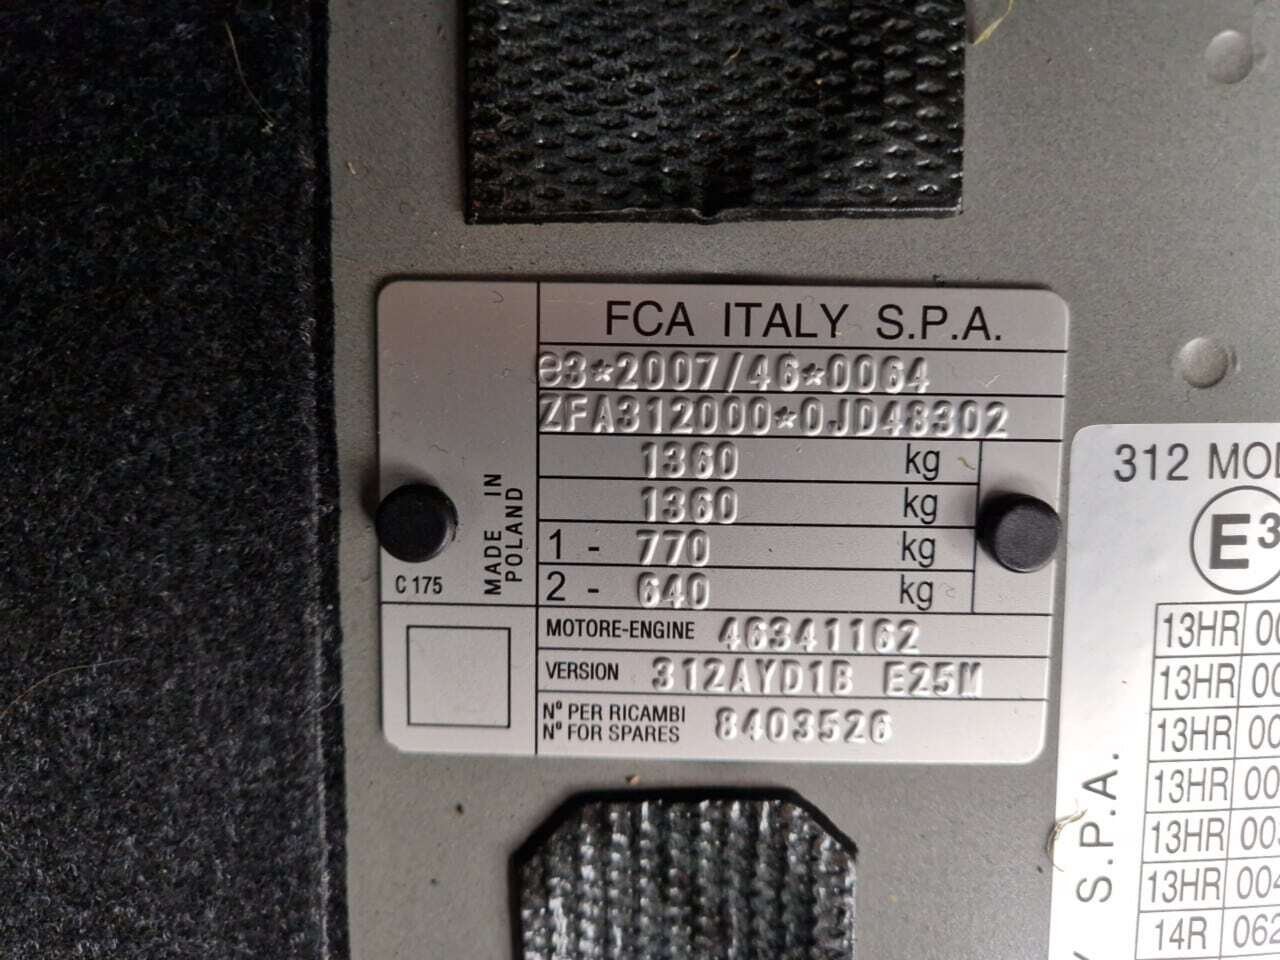 FCA ITALY S.P.A.
e3*2007/46*0064
ZFA312000*0JD48302
1360 kg
1360 kg
1 - 770 kg
2 - 640 kg
MOTORE-ENGINE 46341162
VERSION 312AYD1B E25M
Nº PER RICAMBI
Nº FOR SPARES 8403526
MADE IN
POLAND
C 175
312
E3
13HR
13HR
13HR
13HR
13HR
13HR
14R
S.P.A.